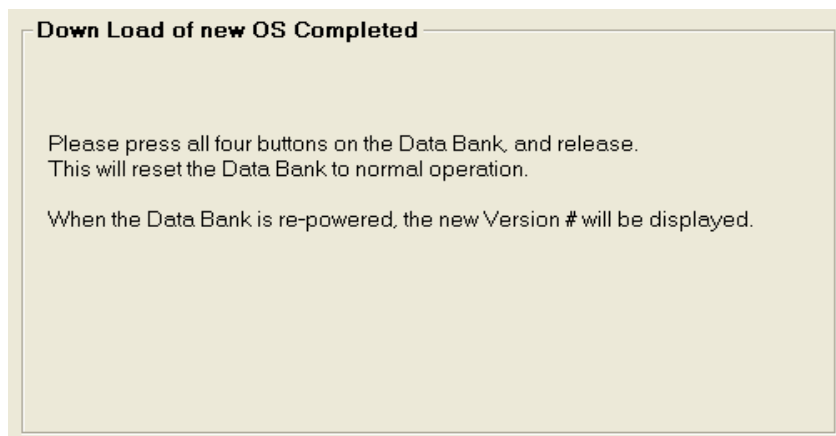 Down Load of new OS Completed
Please press all four buttons on the Data Bank, and release.
This will reset the Data Bank to normal operation.
When the Data Bank is re-powered, the new Version # will be displayed.